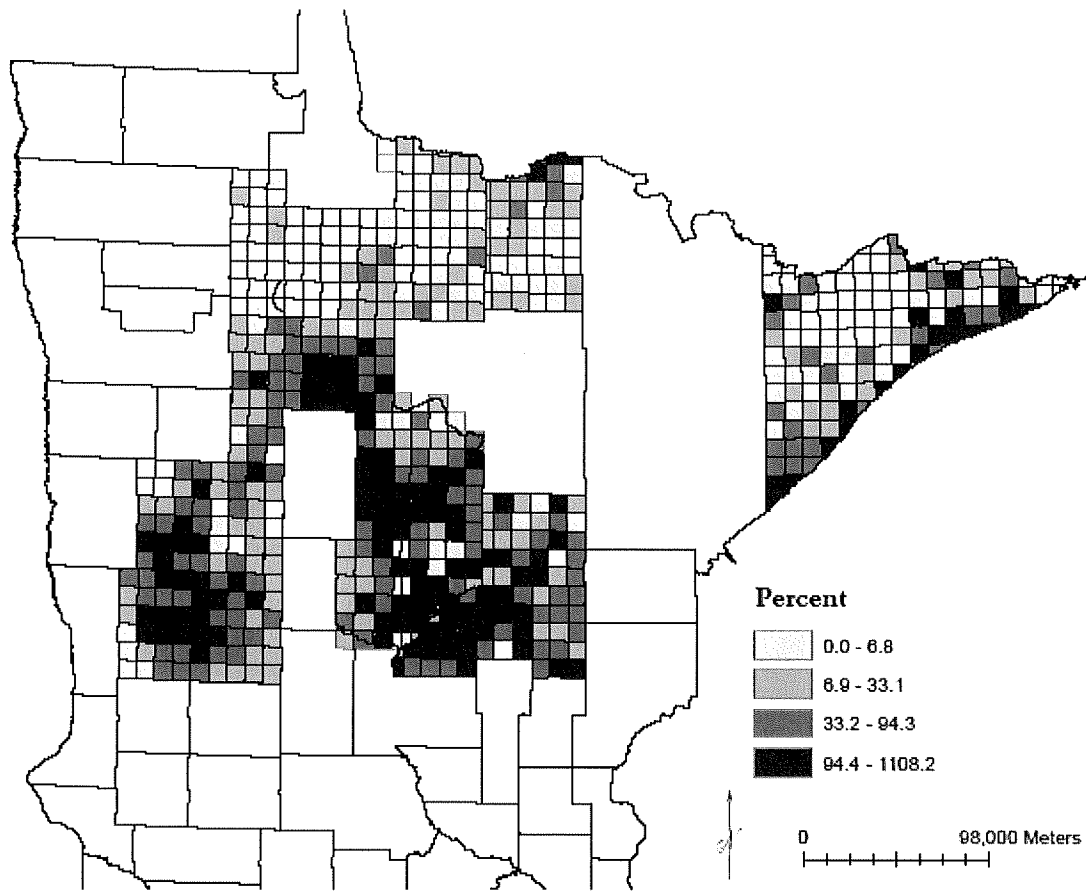 Percent
0.0 - 6.8
6.9 - 33.1
33.2 - 94.3
94.4 - 1108.2
0 98,000 Meters